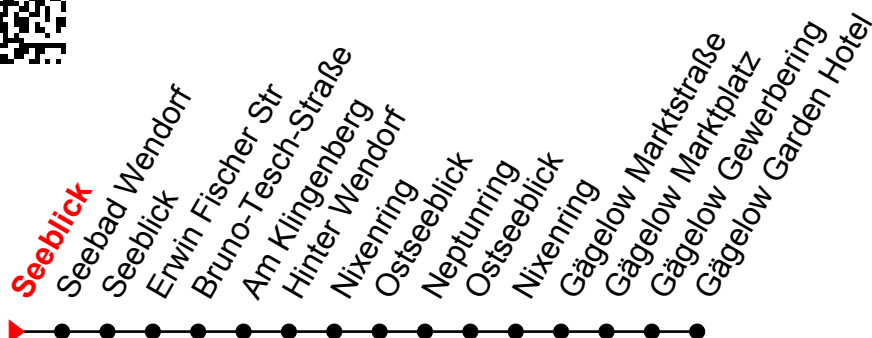 Seeblick
Seebad Wendorf
Seeblick
Erwin Fischer Str
Bruno-Tesch-Straße
Am Klingenberg
Hinter Wendorf
Nixenring
Ostseeblick
Neptunring
Ostseeblick
Nixenring
Gägelow Marktstraße
Gägelow Marktplatz
Gägelow Gewerbering
Gägelow Garden Hotel